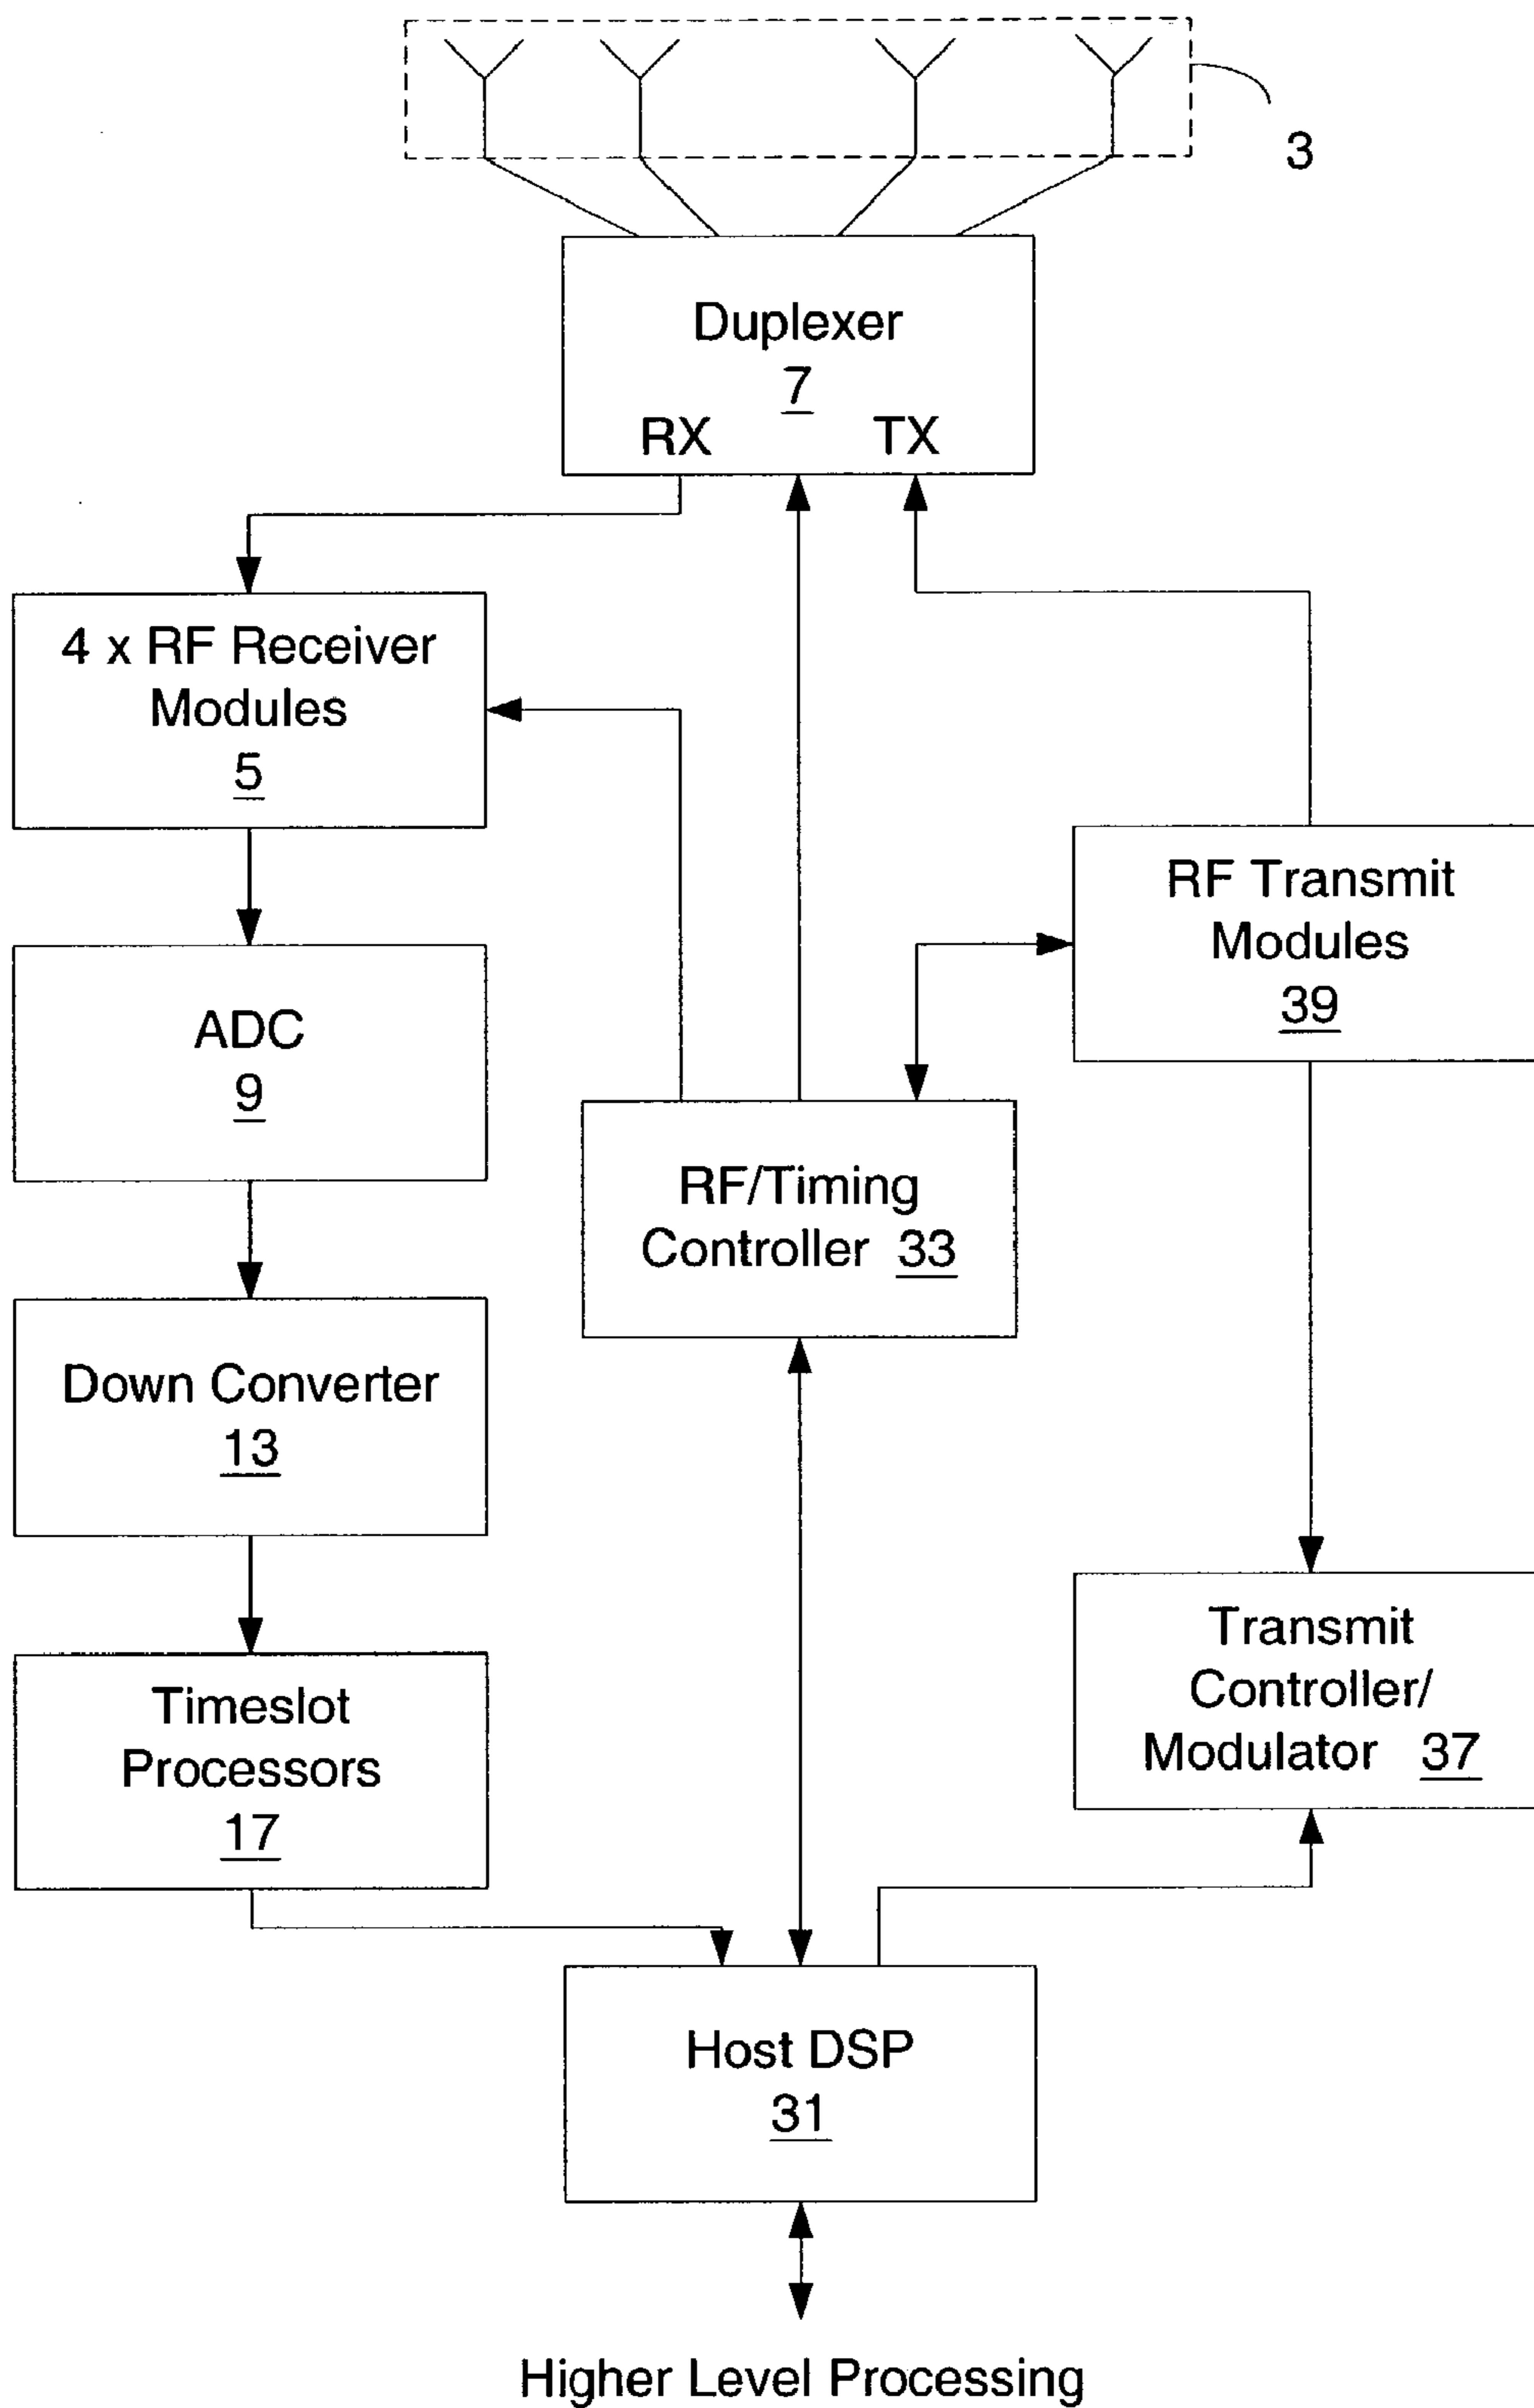 3
Duplexer
7
RX TX
4 x RF Receiver
Modules
5
RF Transmit
Modules
39
ADC
9
RF/Timing
Controller 33
Down Converter
13
Transmit
Controller/
Modulator 37
Timeslot
Processors
17
Host DSP
31
Higher Level Processing